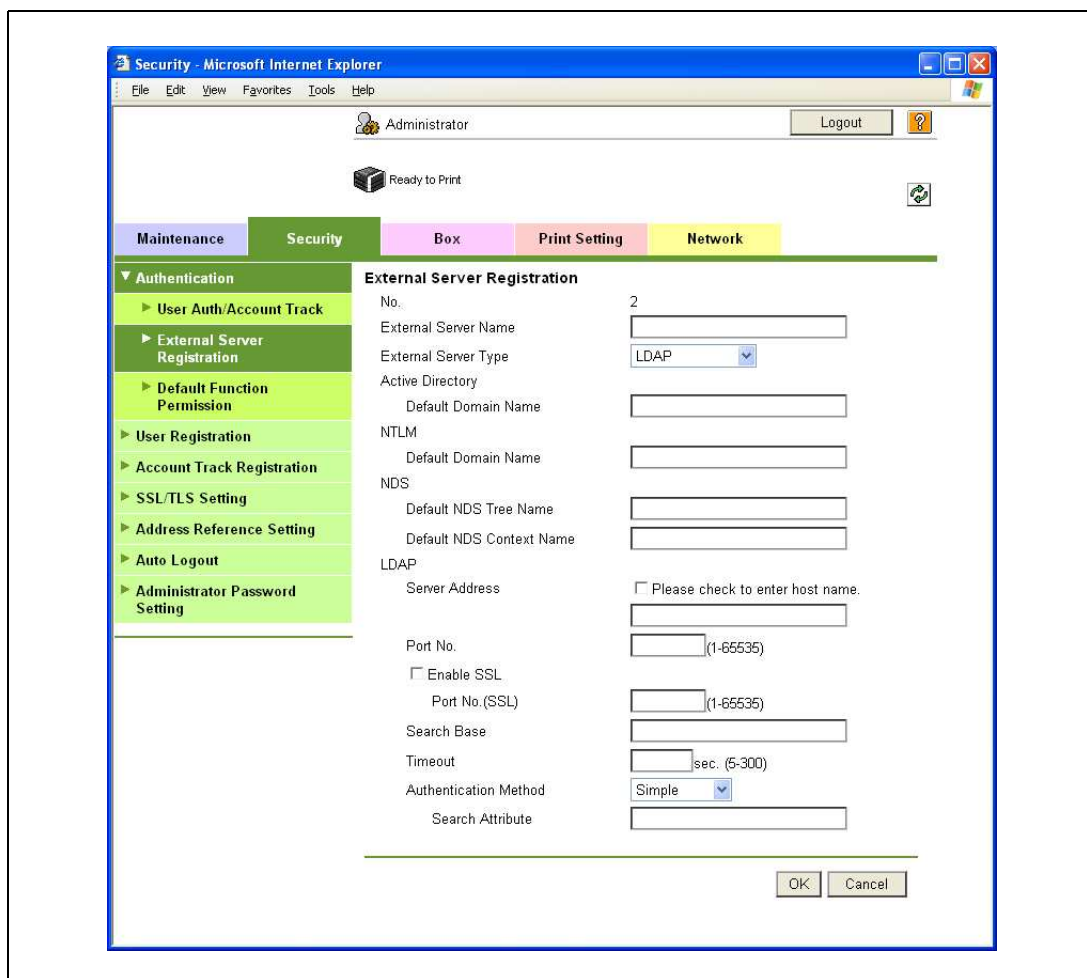 Security - Microsoft Internet Explorer
File Edit View Favorites Tools Help
Administrator
Logout
?
Ready to Print
Maintenance Security Box Print Setting Network
Authentication
User Auth/Account Track
External Server
Registration
Default Function
Permission
User Registration
Account Track Registration
SSL/TLS Setting
Address Reference Setting
Auto Logout
Administrator Password
Setting
External Server Registration
No. 2
External Server Name
External Server Type LDAP
Active Directory
Default Domain Name
NTLM
Default Domain Name
NDS
Default NDS Tree Name
Default NDS Context Name
LDAP
Server Address Please check to enter host name.
Port No. (1-65535)
Enable SSL
Port No.(SSL) (1-65535)
Search Base
Timeout sec. (5-300)
Authentication Method Simple
Search Attribute
OK Cancel